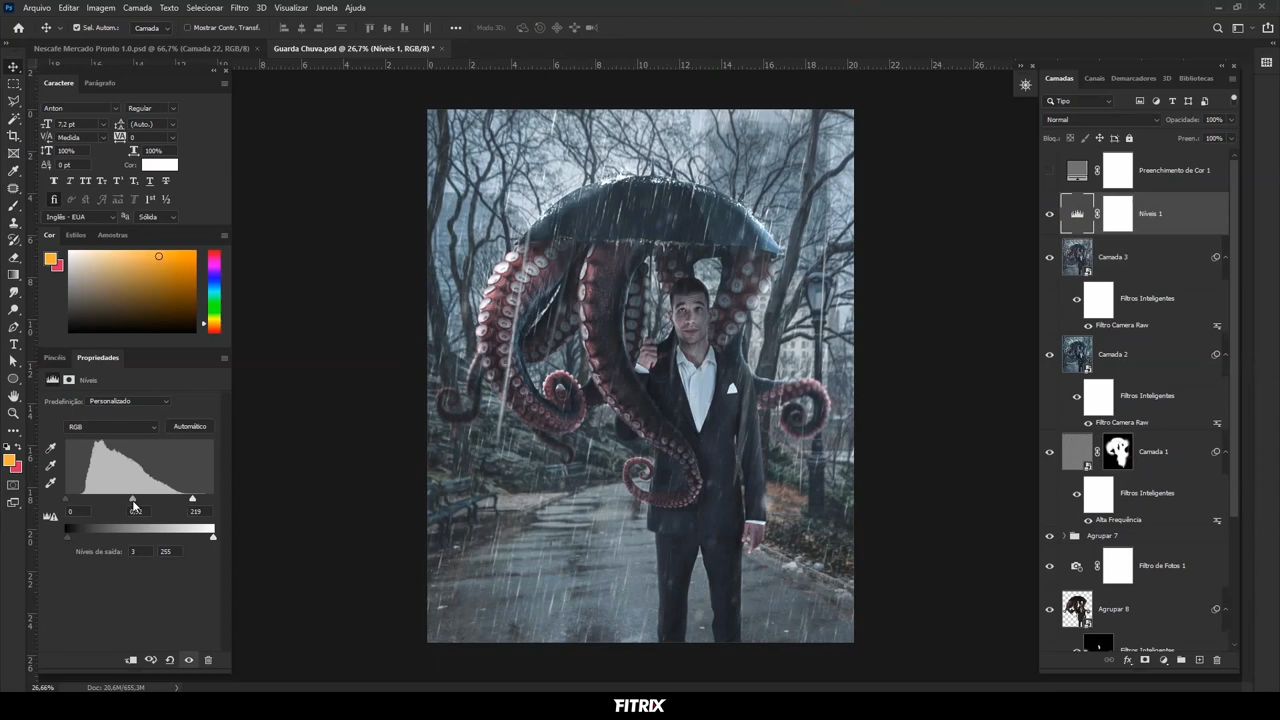 Arquivo Editar Imagem Camada Texto Selecionar Filtro 3D Visualizar Janela Ajuda
Sel. Autom.: Camada Mostrar Contr. Transf. Modo 3D:
Nescafe Mercado Pronto 1.0.psd @ 66,7% (Camada 22, RGB/8) Guarda Chuva.psd @ 26,7% (Níveis 1, RGB/8) *
Caractere Parágrafo
Anton Regular
7,2 pt (Auto.)
Medida 0
100% 100%
0 pt Cor:
Inglês - EUA Sólida
Cor Estilos Amostras
Pincéis Propriedades
Níveis
Predefinição: Personalizado
RGB Automático
0 219
Níveis de saída: 3 255
26,66% Doc: 20,6M/655,3M
Camadas Canais Demarcadores 3D Bibliotecas
Tipo
Normal Opacidade: 100%
Bloq.: Preen.: 100%
Preenchimento de Cor 1
Níveis 1
Camada 3
Filtros Inteligentes
Filtro Camera Raw
Camada 2
Filtros Inteligentes
Filtro Camera Raw
Camada 1
Filtros Inteligentes
Alta Frequência
Agrupar 7
Filtro de Fotos 1
Agrupar 8
Filtros Inteligentes
FITRIX